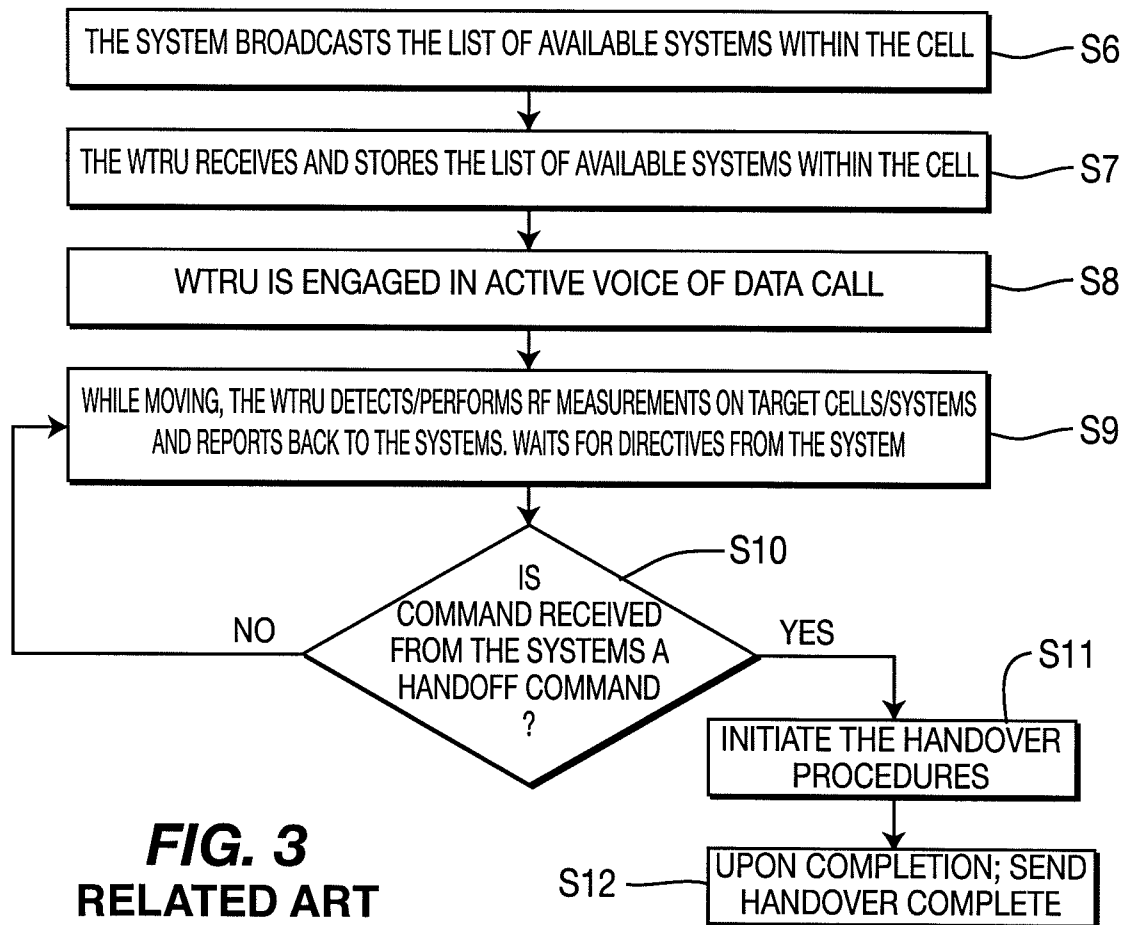 THE SYSTEM BROADCASTS THE LIST OF AVAILABLE SYSTEMS WITHIN THE CELL
S6
THE WTRU RECEIVES AND STORES THE LIST OF AVAILABLE SYSTEMS WITHIN THE CELL
S7
WTRU IS ENGAGED IN ACTIVE VOICE OF DATA CALL
S8
WHILE MOVING, THE WTRU DETECTS/PERFORMS RF MEASUREMENTS ON TARGET CELLS/SYSTEMS
AND REPORTS BACK TO THE SYSTEMS. WAITS FOR DIRECTIVES FROM THE SYSTEM
S9
S10
IS
COMMAND RECEIVED
FROM THE SYSTEMS A
HANDOFF COMMAND
?
NO
YES
S11
INITIATE THE HANDOVER
PROCEDURES
S12
UPON COMPLETION; SEND
HANDOVER COMPLETE
FIG. 3
RELATED ART